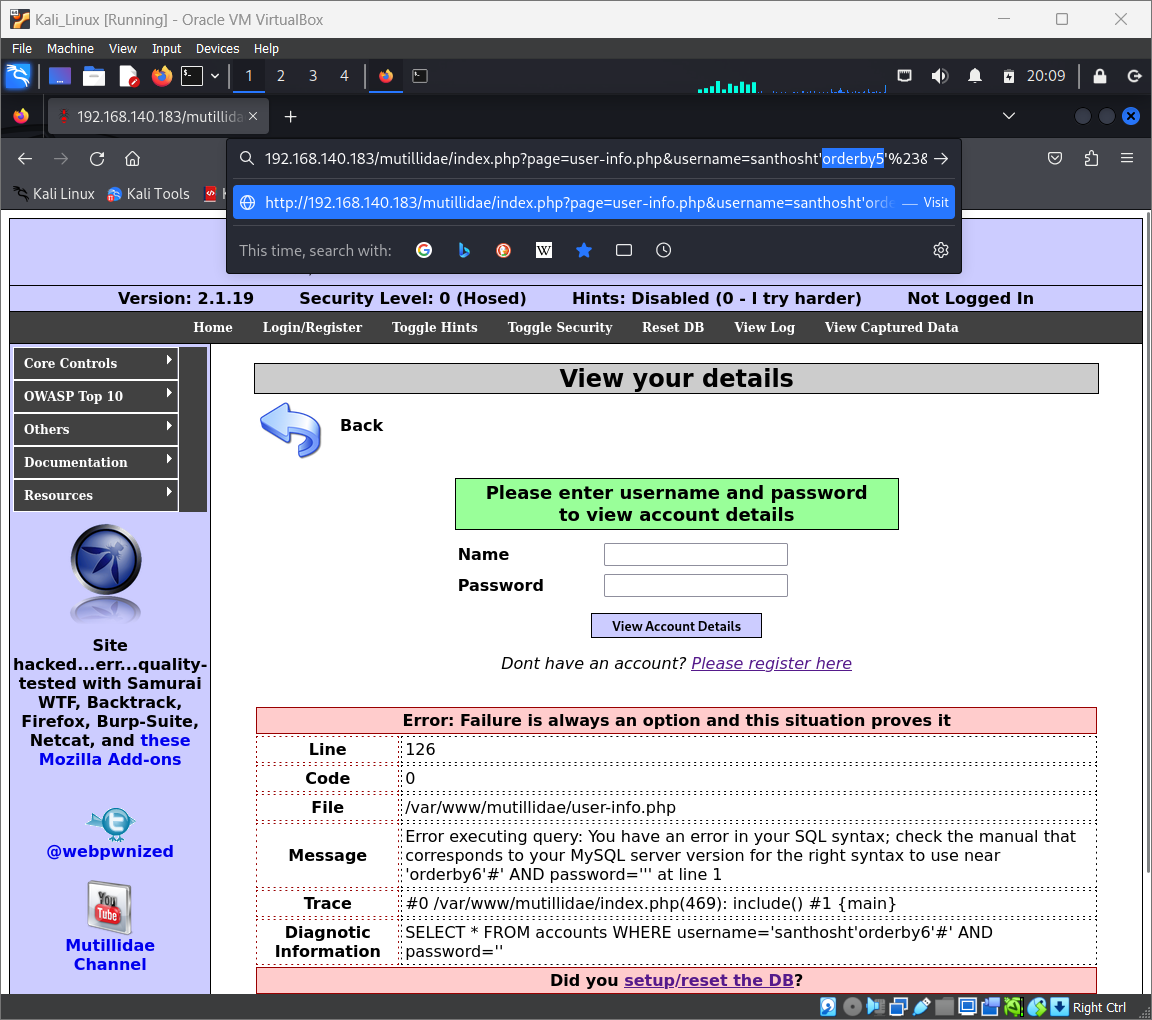 Kali_Linux [Running] - Oracle VM VirtualBox
File Machine View Input Devices Help
1 2 3 4 20:09
192.168.140.183/mutillida
192.168.140.183/mutillidae/index.php?page=user-info.php&username=santhosht'orderby5'%23&
Kali Linux Kali Tools
http://192.168.140.183/mutillidae/index.php?page=user-info.php&username=santhosht'orde — Visit
This time, search with:
Version: 2.1.19 Security Level: 0 (Hosed) Hints: Disabled (0 - I try harder) Not Logged In
Home Login/Register Toggle Hints Toggle Security Reset DB View Log View Captured Data
Core Controls
OWASP Top 10
Others
Documentation
Resources
Site
hacked...err...quality-
tested with Samurai
WTF, Backtrack,
Firefox, Burp-Suite,
Netcat, and these
Mozilla Add-ons
@webpwnized
You
Tube
Mutillidae
Channel
View your details
Back
Please enter username and password
to view account details
Name
Password
View Account Details
Dont have an account? Please register here
Error: Failure is always an option and this situation proves it
Line 126
Code 0
File /var/www/mutillidae/user-info.php
Message Error executing query: You have an error in your SQL syntax; check the manual that
corresponds to your MySQL server version for the right syntax to use near
'orderby6'#' AND password=''' at line 1
Trace #0 /var/www/mutillidae/index.php(469): include() #1 {main}
Diagnostic Information SELECT * FROM accounts WHERE username='santhosht'orderby6'#' AND
password=''
Did you setup/reset the DB?
Right Ctrl